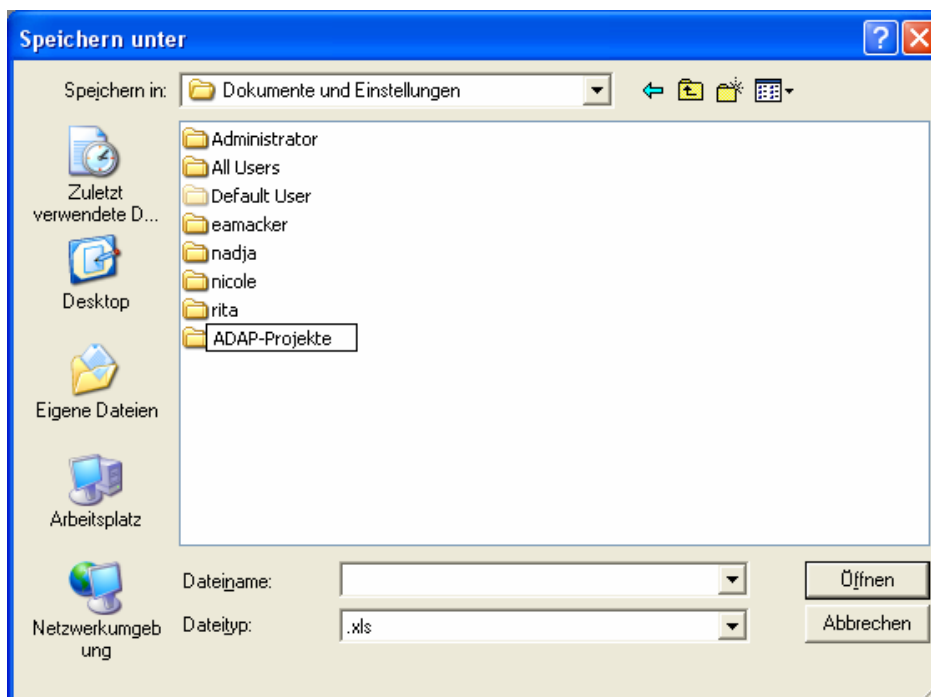 Speichern unter
Speichern in:
Dokumente und Einstellungen
Zuletzt
verwendete D...
Desktop
Eigene Dateien
Arbeitsplatz
Netzwerkumgeb
ung
Administrator
All Users
Default User
eamacker
nadja
nicole
rita
ADAP-Projekte
Dateiname:
Öffnen
Dateityp:
.xls
Abbrechen